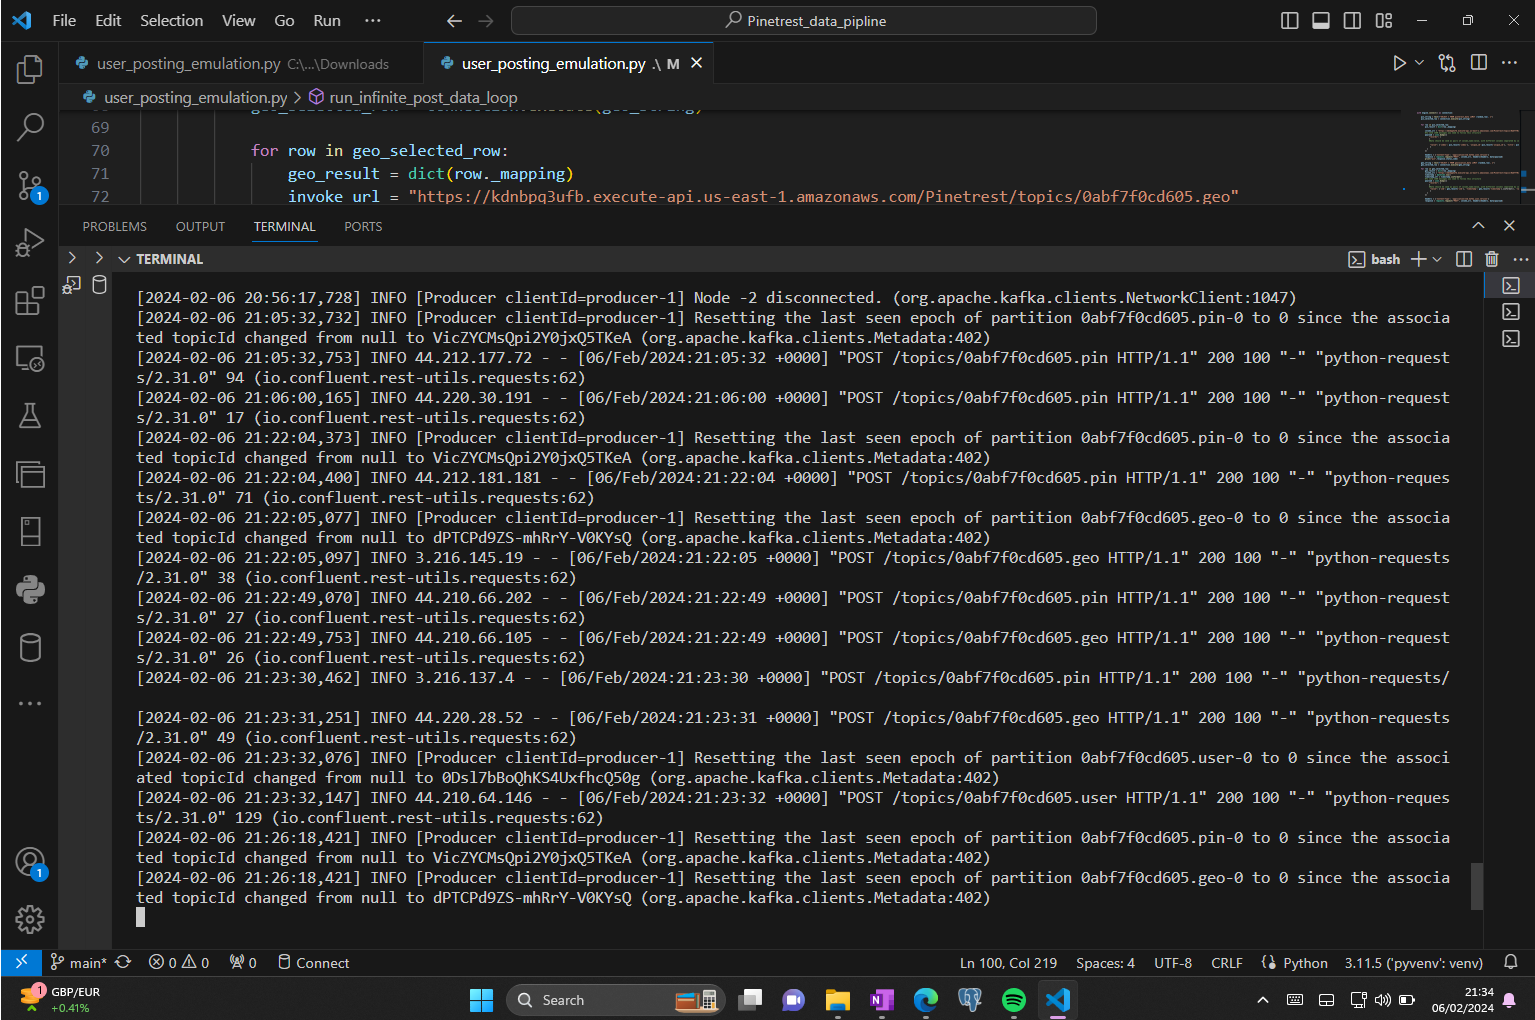 File Edit Selection View Go Run ··· Pinetrest_data_pipline
user_posting_emulation.py C:\...\Downloads user_posting_emulation.py .\ M
user_posting_emulation.py > run_infinite_post_data_loop
69
70 for row in geo_selected_row:
71 geo_result = dict(row._mapping)
72 invoke_url = "https://kdnbpq3ufb.execute-api.us-east-1.amazonaws.com/Pinetrest/topics/0abf7f0cd605.geo"
PROBLEMS OUTPUT TERMINAL PORTS
TERMINAL bash
[2024-02-06 20:56:17,728] INFO [Producer clientId=producer-1] Node -2 disconnected. (org.apache.kafka.clients.NetworkClient:1047)
[2024-02-06 21:05:32,732] INFO [Producer clientId=producer-1] Resetting the last seen epoch of partition 0abf7f0cd605.pin-0 to 0 since the associa
ted topicId changed from null to VicZYCMsQpi2Y0jxQ5TKeA (org.apache.kafka.clients.Metadata:402)
[2024-02-06 21:05:32,753] INFO 44.212.177.72 - - [06/Feb/2024:21:05:32 +0000] "POST /topics/0abf7f0cd605.pin HTTP/1.1" 200 100 "-" "python-request
s/2.31.0" 94 (io.confluent.rest-utils.requests:62)
[2024-02-06 21:06:00,165] INFO 44.220.30.191 - - [06/Feb/2024:21:06:00 +0000] "POST /topics/0abf7f0cd605.pin HTTP/1.1" 200 100 "-" "python-request
s/2.31.0" 17 (io.confluent.rest-utils.requests:62)
[2024-02-06 21:22:04,373] INFO [Producer clientId=producer-1] Resetting the last seen epoch of partition 0abf7f0cd605.pin-0 to 0 since the associa
ted topicId changed from null to VicZYCMsQpi2Y0jxQ5TKeA (org.apache.kafka.clients.Metadata:402)
[2024-02-06 21:22:04,400] INFO 44.212.181.181 - - [06/Feb/2024:21:22:04 +0000] "POST /topics/0abf7f0cd605.pin HTTP/1.1" 200 100 "-" "python-reques
ts/2.31.0" 71 (io.confluent.rest-utils.requests:62)
[2024-02-06 21:22:05,077] INFO [Producer clientId=producer-1] Resetting the last seen epoch of partition 0abf7f0cd605.geo-0 to 0 since the associa
ted topicId changed from null to dPTCPd9ZS-mhRrY-V0KYsQ (org.apache.kafka.clients.Metadata:402)
[2024-02-06 21:22:05,097] INFO 3.216.145.19 - - [06/Feb/2024:21:22:05 +0000] "POST /topics/0abf7f0cd605.geo HTTP/1.1" 200 100 "-" "python-requests
/2.31.0" 38 (io.confluent.rest-utils.requests:62)
[2024-02-06 21:22:49,070] INFO 44.210.66.202 - - [06/Feb/2024:21:22:49 +0000] "POST /topics/0abf7f0cd605.pin HTTP/1.1" 200 100 "-" "python-request
s/2.31.0" 27 (io.confluent.rest-utils.requests:62)
[2024-02-06 21:22:49,753] INFO 44.210.66.105 - - [06/Feb/2024:21:22:49 +0000] "POST /topics/0abf7f0cd605.geo HTTP/1.1" 200 100 "-" "python-request
s/2.31.0" 26 (io.confluent.rest-utils.requests:62)
[2024-02-06 21:23:30,462] INFO 3.216.137.4 - - [06/Feb/2024:21:23:30 +0000] "POST /topics/0abf7f0cd605.pin HTTP/1.1" 200 100 "-" "python-requests/
[2024-02-06 21:23:31,251] INFO 44.220.28.52 - - [06/Feb/2024:21:23:31 +0000] "POST /topics/0abf7f0cd605.geo HTTP/1.1" 200 100 "-" "python-requests
/2.31.0" 49 (io.confluent.rest-utils.requests:62)
[2024-02-06 21:23:32,076] INFO [Producer clientId=producer-1] Resetting the last seen epoch of partition 0abf7f0cd605.user-0 to 0 since the associ
ated topicId changed from null to 0Dsl7bBoQhKS4UxfhcQ50g (org.apache.kafka.clients.Metadata:402)
[2024-02-06 21:23:32,147] INFO 44.210.64.146 - - [06/Feb/2024:21:23:32 +0000] "POST /topics/0abf7f0cd605.user HTTP/1.1" 200 100 "-" "python-reques
ts/2.31.0" 129 (io.confluent.rest-utils.requests:62)
[2024-02-06 21:26:18,421] INFO [Producer clientId=producer-1] Resetting the last seen epoch of partition 0abf7f0cd605.pin-0 to 0 since the associa
ted topicId changed from null to VicZYCMsQpi2Y0jxQ5TKeA (org.apache.kafka.clients.Metadata:402)
[2024-02-06 21:26:18,421] INFO [Producer clientId=producer-1] Resetting the last seen epoch of partition 0abf7f0cd605.geo-0 to 0 since the associa
ted topicId changed from null to dPTCPd9ZS-mhRrY-V0KYsQ (org.apache.kafka.clients.Metadata:402)
main* 0 0 0 Connect Ln 100, Col 219 Spaces: 4 UTF-8 CRLF Python 3.11.5 ('pyvenv': venv)
1 GBP/EUR
+0.41%
Search
21:34
06/02/2024